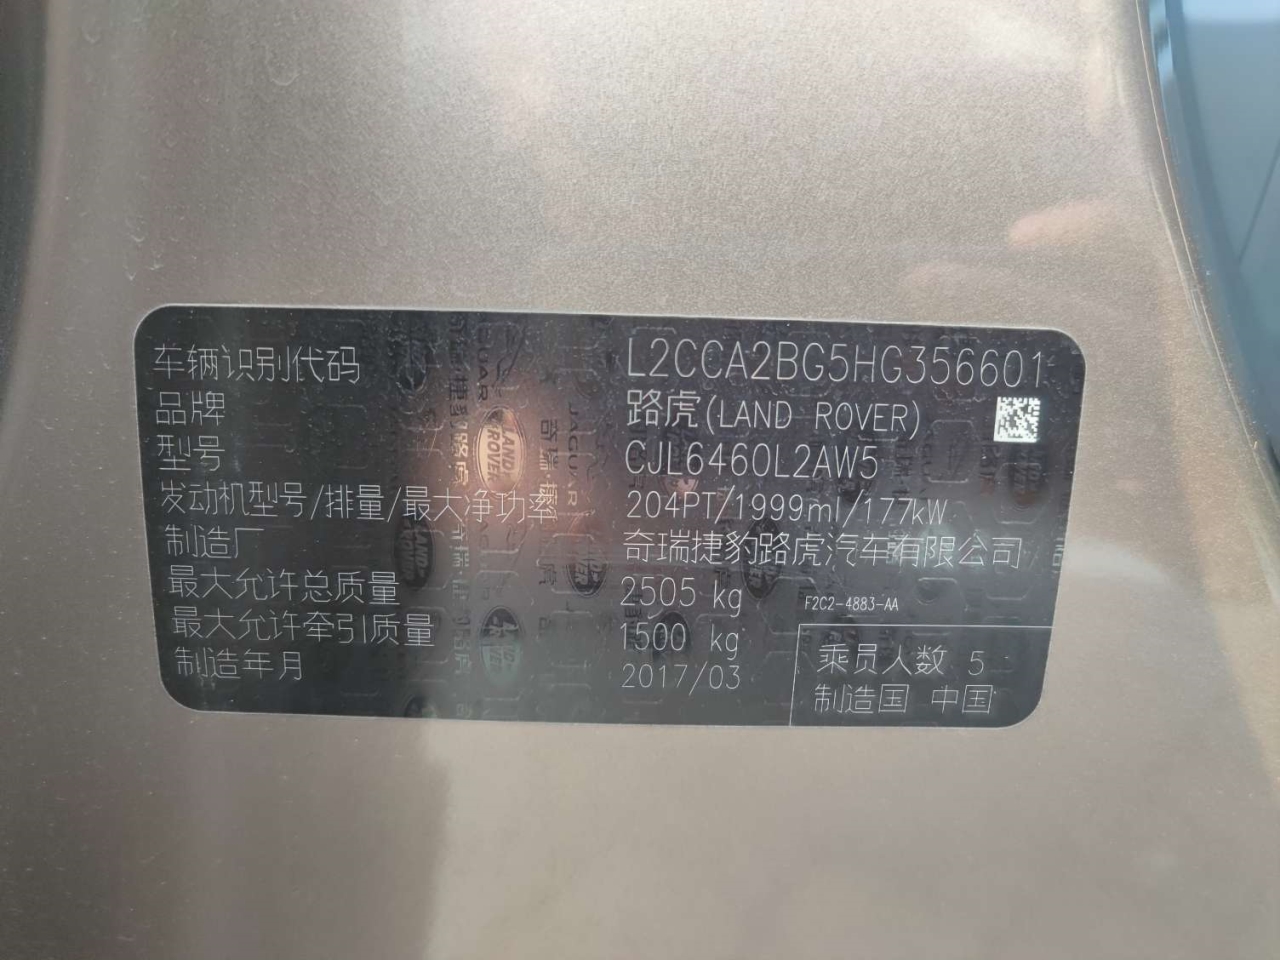 车辆识别代码 L2CCA2BG5HG356601
品牌 路虎(LAND ROVER)
型号 CJL6460L2AW5
发动机型号/排量/最大净功率 204PT/1999ml/177kW
制造厂 奇瑞捷豹路虎汽车有限公司
最大允许总质量 2505 kg
F2C2-4883-AA
最大允许牵引质量 1500 kg
制造年月 2017/03
乘员人数 5
制造国 中国
LAND ROVER